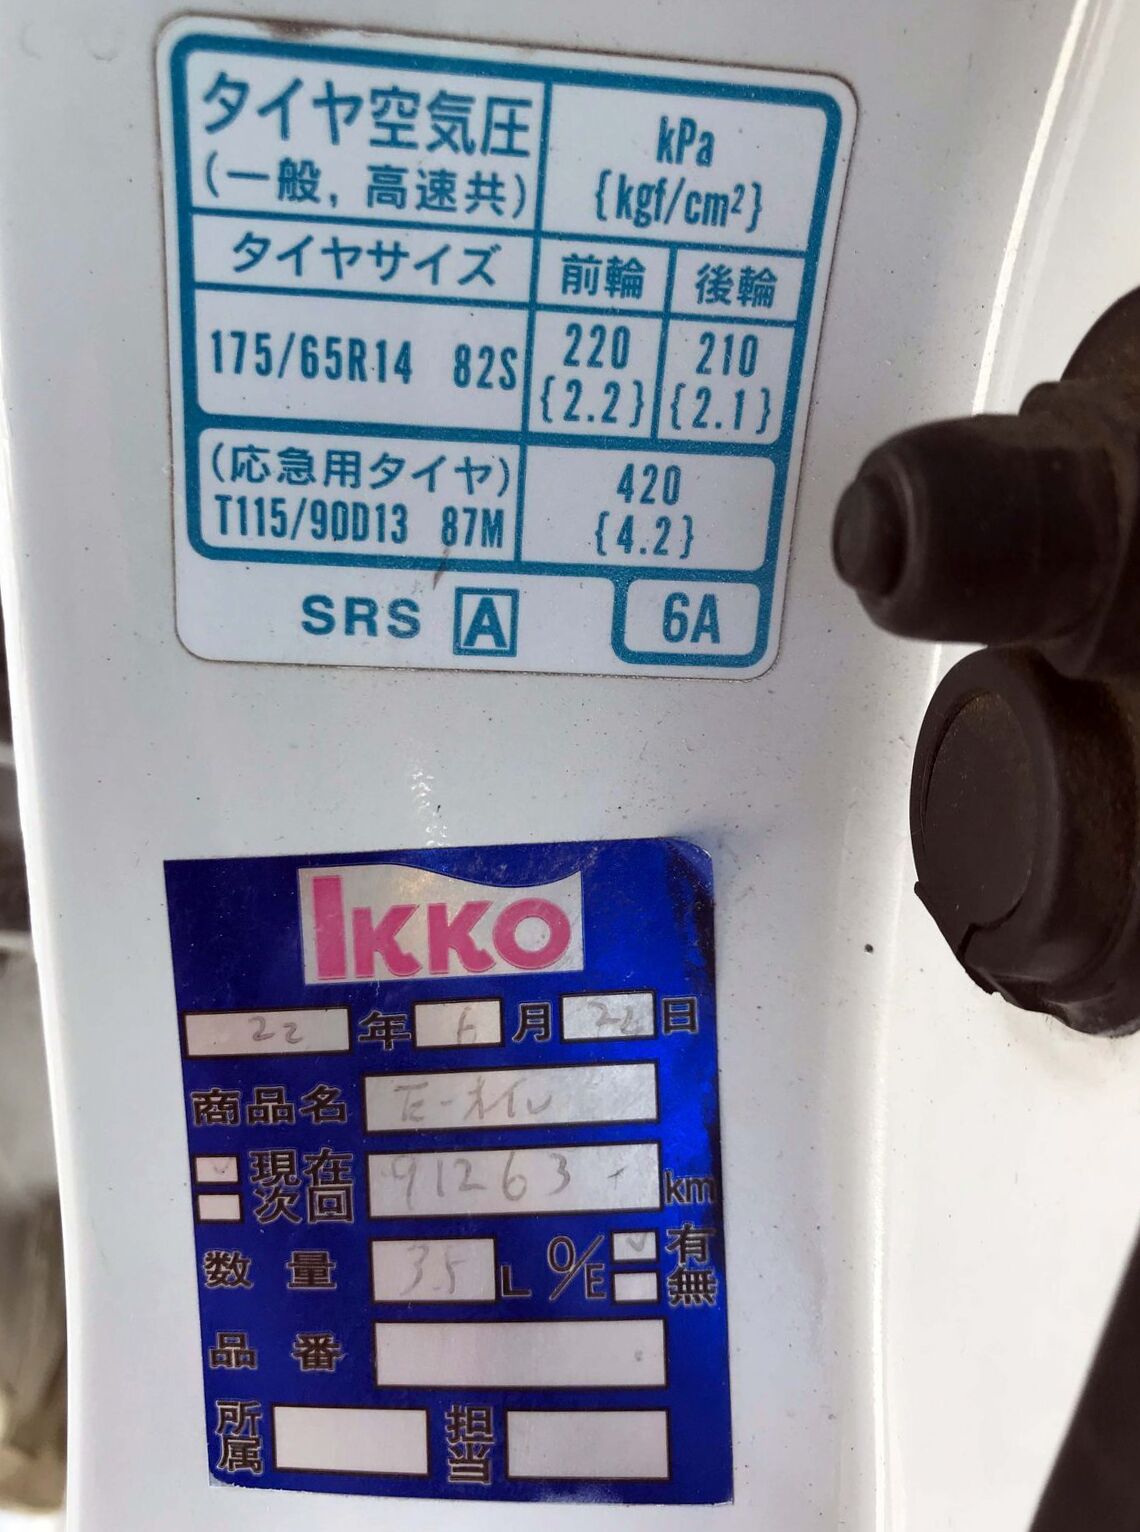 タイヤ空気圧
(一般, 高速共)
kPa
{kgf/cm²}
タイヤサイズ 前輪 後輪
175/65R14 82S 220 {2.2} 210 {2.1}
(応急用タイヤ)
T115/90D13 87M
420
{4.2}
SRS A 6A
IKKO
22 年 6 月 22 日
商品名 E-オイル
現在 91263 km
次回
数量 35 L O/E 有
無
品番
所属 担当